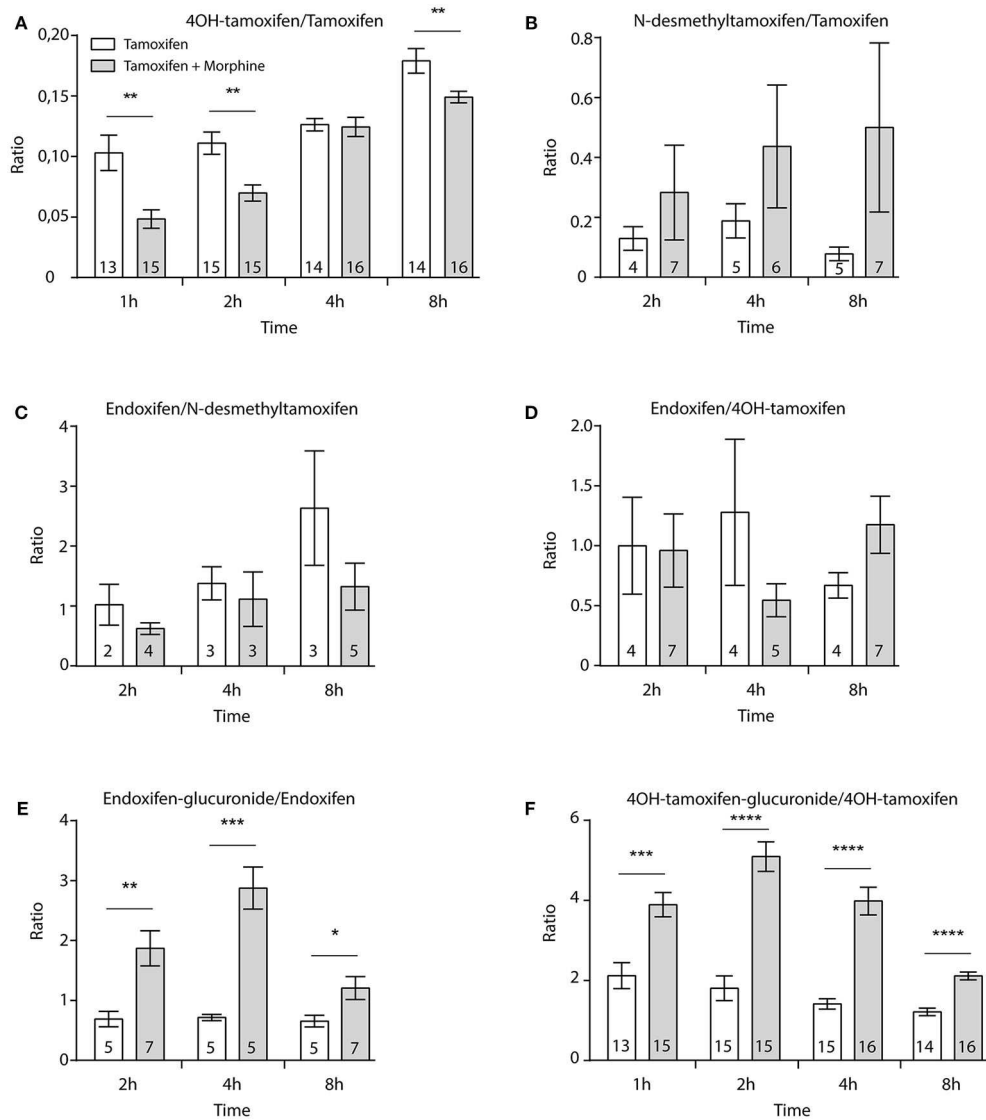 A
4OH-tamoxifen/Tamoxifen
Tamoxifen
Tamoxifen + Morphine
0,20
0,15
0,10
0,05
0
Ratio
**
**
**
13
15
15
15
14
16
14
16
1h
2h
4h
8h
Time
B
N-desmethyltamoxifen/Tamoxifen
0.8
0.6
0.4
0.2
0
Ratio
4
7
5
6
5
7
2h
4h
8h
Time
C
Endoxifen/N-desmethyltamoxifen
4
3
2
1
0
Ratio
2
4
3
3
3
5
2h
4h
8h
Time
D
Endoxifen/4OH-tamoxifen
2.0
1.5
1.0
0.5
0
Ratio
4
7
4
5
4
7
2h
4h
8h
Time
E
Endoxifen-glucuronide/Endoxifen
4
3
2
1
0
Ratio
**
***
*
5
7
5
5
5
7
2h
4h
8h
Time
F
4OH-tamoxifen-glucuronide/4OH-tamoxifen
6
4
2
0
Ratio
***
****
****
****
13
15
15
15
15
16
14
16
1h
2h
4h
8h
Time